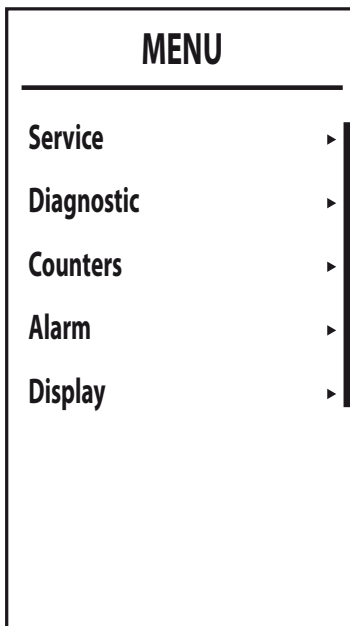 MENU
Service
Diagnostic
Counters
Alarm
Display